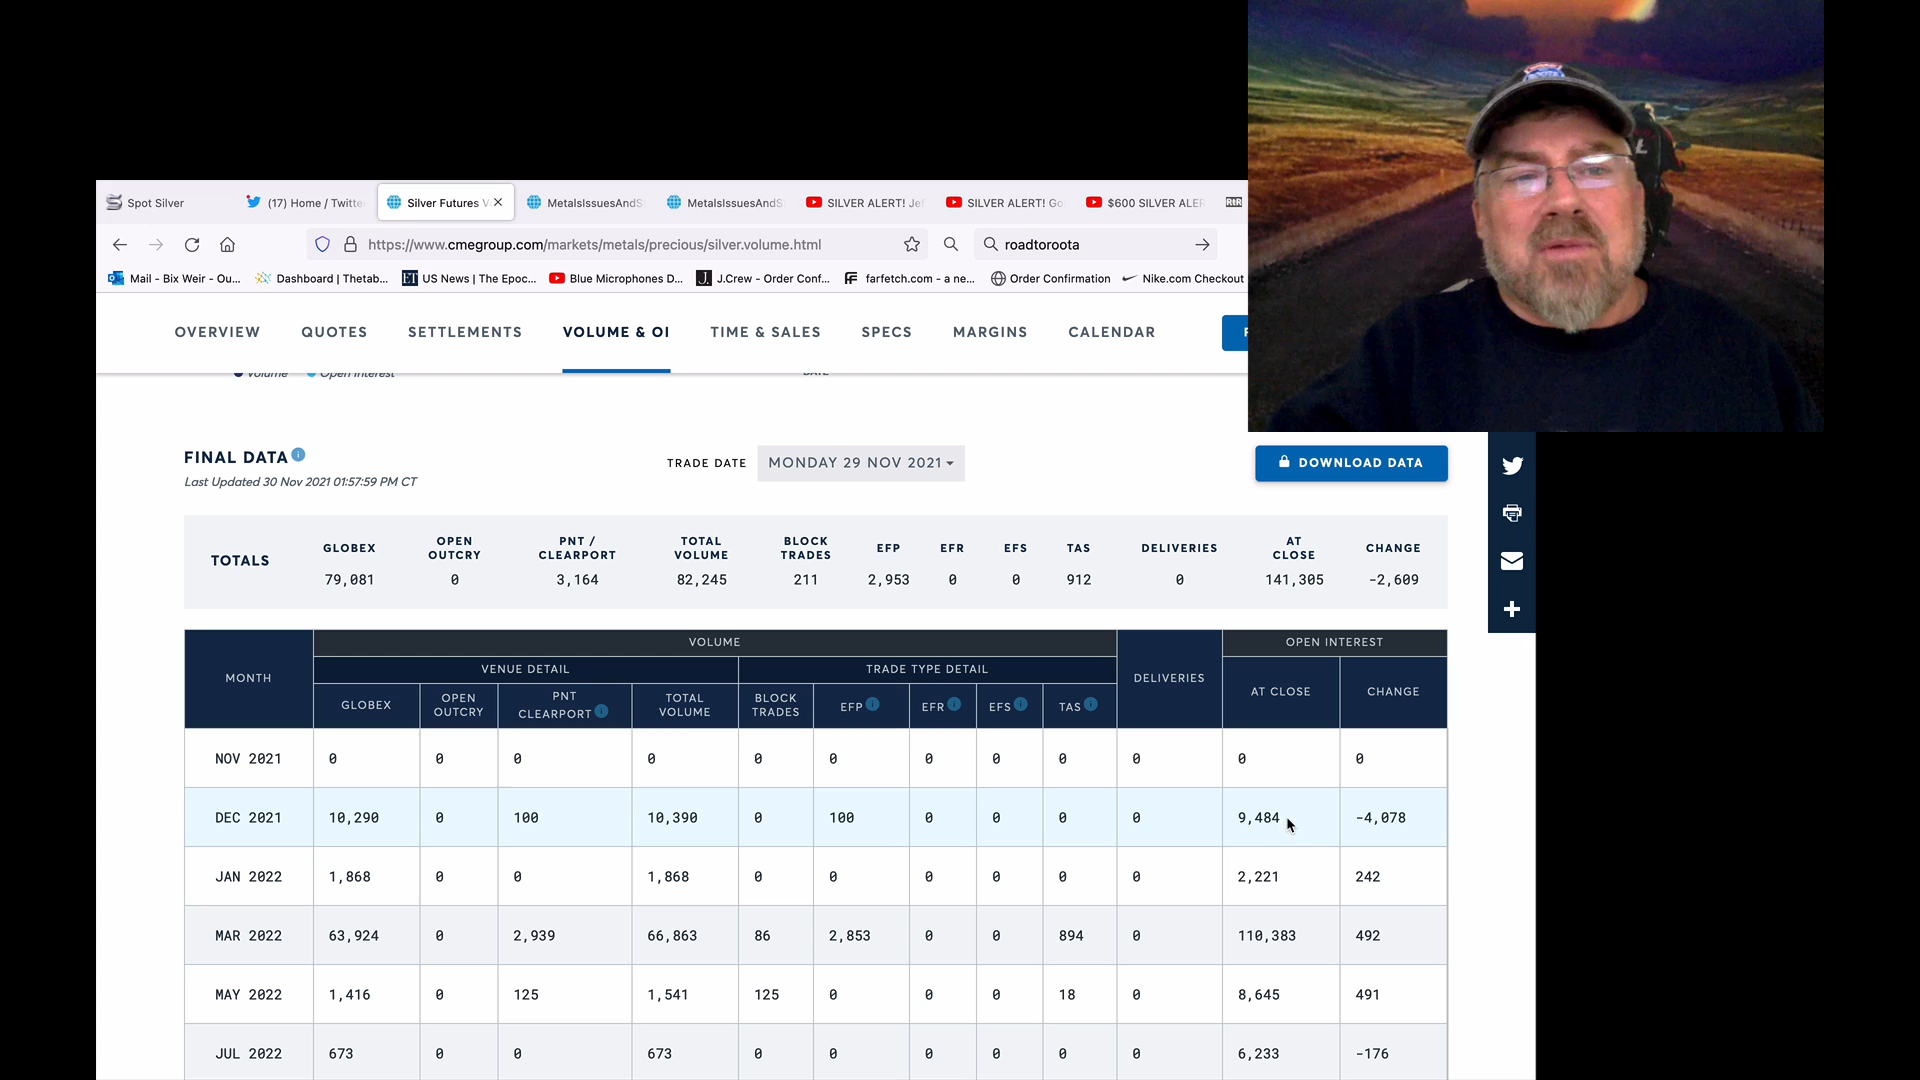 Spot Silver
(17) Home / Twitte
Silver Futures V
MetalsIssuesAndS
MetalsIssuesAndS
SILVER ALERT! Je
SILVER ALERT! Go
$600 SILVER ALER
https://www.cmegroup.com/markets/metals/precious/silver.volume.html
roadtoroota
Mail - Bix Weir - Ou...
Dashboard | Thetab...
US News | The Epoc...
Blue Microphones D...
J.Crew - Order Conf...
farfetch.com - a ne...
Order Confirmation
Nike.com Checkout
OVERVIEW QUOTES SETTLEMENTS VOLUME & OI TIME & SALES SPECS MARGINS CALENDAR
Volume Open Interest DATE
FINAL DATA
Last Updated 30 Nov 2021 01:57:59 PM CT
TRADE DATE MONDAY 29 NOV 2021
DOWNLOAD DATA
TOTALS
GLOBEX
79,081
OPEN
OUTCRY
0
PNT /
CLEARPORT
3,164
TOTAL
VOLUME
82,245
BLOCK
TRADES
211
EFP
2,953
EFR
0
EFS
0
TAS
912
DELIVERIES
0
AT
CLOSE
141,305
CHANGE
-2,609
MONTH
VOLUME
VENUE DETAIL
TRADE TYPE DETAIL
GLOBEX
OPEN
OUTCRY
PNT
CLEARPORT
TOTAL
VOLUME
BLOCK
TRADES
EFP
EFR
EFS
TAS
DELIVERIES
OPEN INTEREST
AT CLOSE
CHANGE
NOV 2021 0 0 0 0 0 0 0 0 0 0 0 0
DEC 2021 10,290 0 100 10,390 0 100 0 0 0 0 9,484 -4,078
JAN 2022 1,868 0 0 1,868 0 0 0 0 0 0 2,221 242
MAR 2022 63,924 0 2,939 66,863 86 2,853 0 0 894 0 110,383 492
MAY 2022 1,416 0 125 1,541 125 0 0 0 18 0 8,645 491
JUL 2022 673 0 0 673 0 0 0 0 0 0 6,233 -176